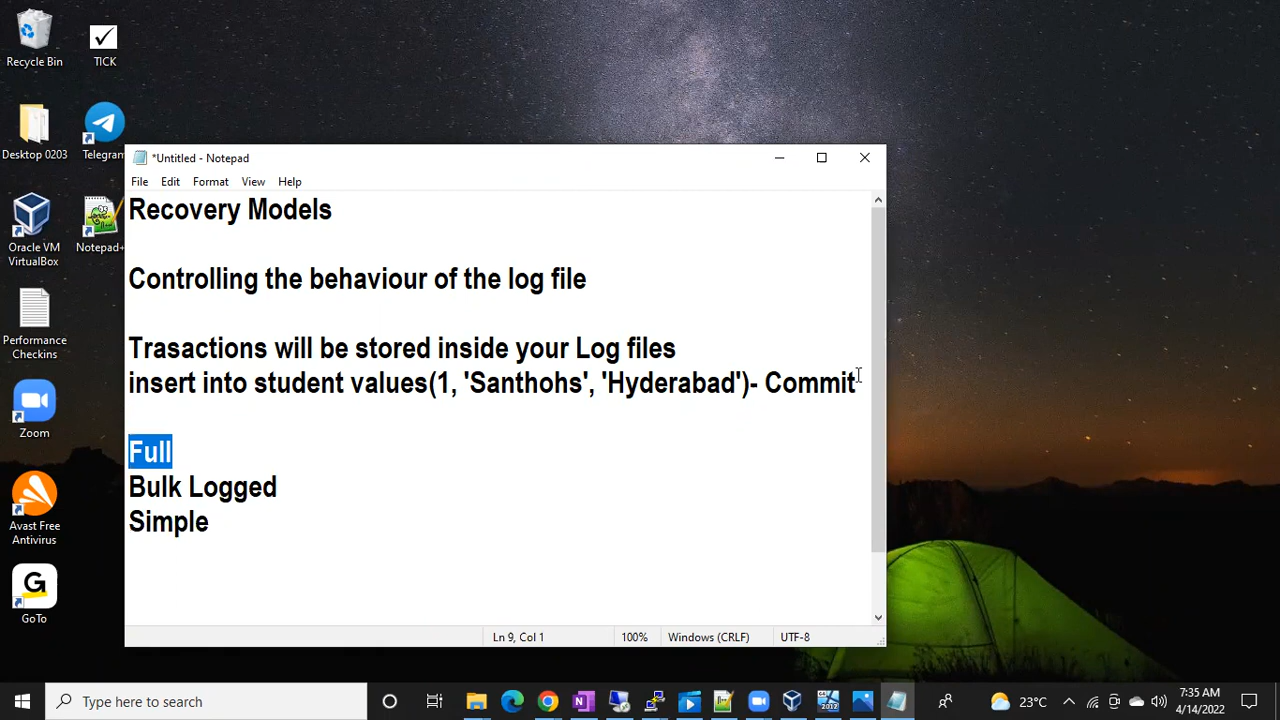 Recycle Bin
TICK
Desktop 0203
Telegram
Oracle VM
VirtualBox
Notepad+
Performance
Checkins
Zoom
Avast Free
Antivirus
GoTo
*Untitled - Notepad
File Edit Format View Help
Recovery Models
Controlling the behaviour of the log file
Trasactions will be stored inside your Log files
insert into student values(1, 'Santhohs', 'Hyderabad')- Commit
Full
Bulk Logged
Simple
Ln 9, Col 1 100% Windows (CRLF) UTF-8
Type here to search
2012
23°C
7:35 AM
4/14/2022